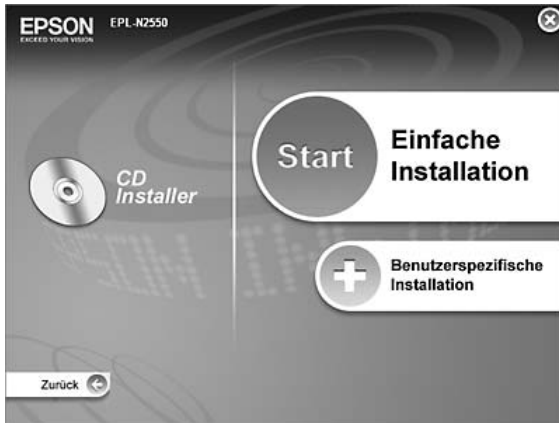 EPSON
EXCEED YOUR VISION
EPL-N2550
CD
Installer
Start
Einfache
Installation
Benutzerspezifische
Installation
Zurück